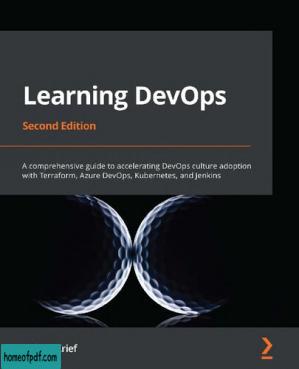 Learning DevOps
Second Edition
A comprehensive guide to accelerating DevOps culture adoption
with Terraform, Azure DevOps, Kubernetes, and Jenkins
homeofpdf.com